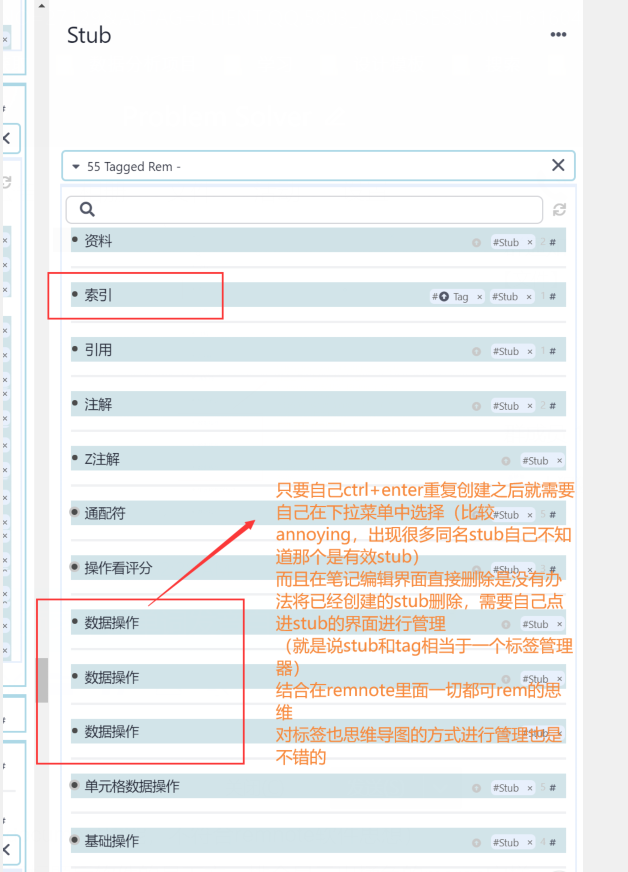 Stub
•••
55 Tagged Rem -
资料 #Stub × 2 #
索引 # Tag × #Stub × 1 #
引用 #Stub × 1 #
注解 #Stub × 2 #
Z注解 #Stub ×
只要自己ctrl+enter重复创建之后就需要
自己在下拉菜单中选择（比较
通配符 #Stub × #
annoying，出现很多同名stub自己不知
道那个是有效stub）
操作看评分 #Stub × #
而且在笔记编辑界面直接删除是没有办
法将已经创建的stub删除，需要自己点
进stub的界面进行管理
数据操作 #Stub ×
（就是说stub和tag相当于一个标签管理
器）
数据操作 #Stub ×
结合在remnote里面一切都可rem的思
维
数据操作 #Stub ×
对标签也思维导图的方式进行管理也是
不错的
单元格数据操作 #Stub × 5 #
基础操作 #Stub × 4 #